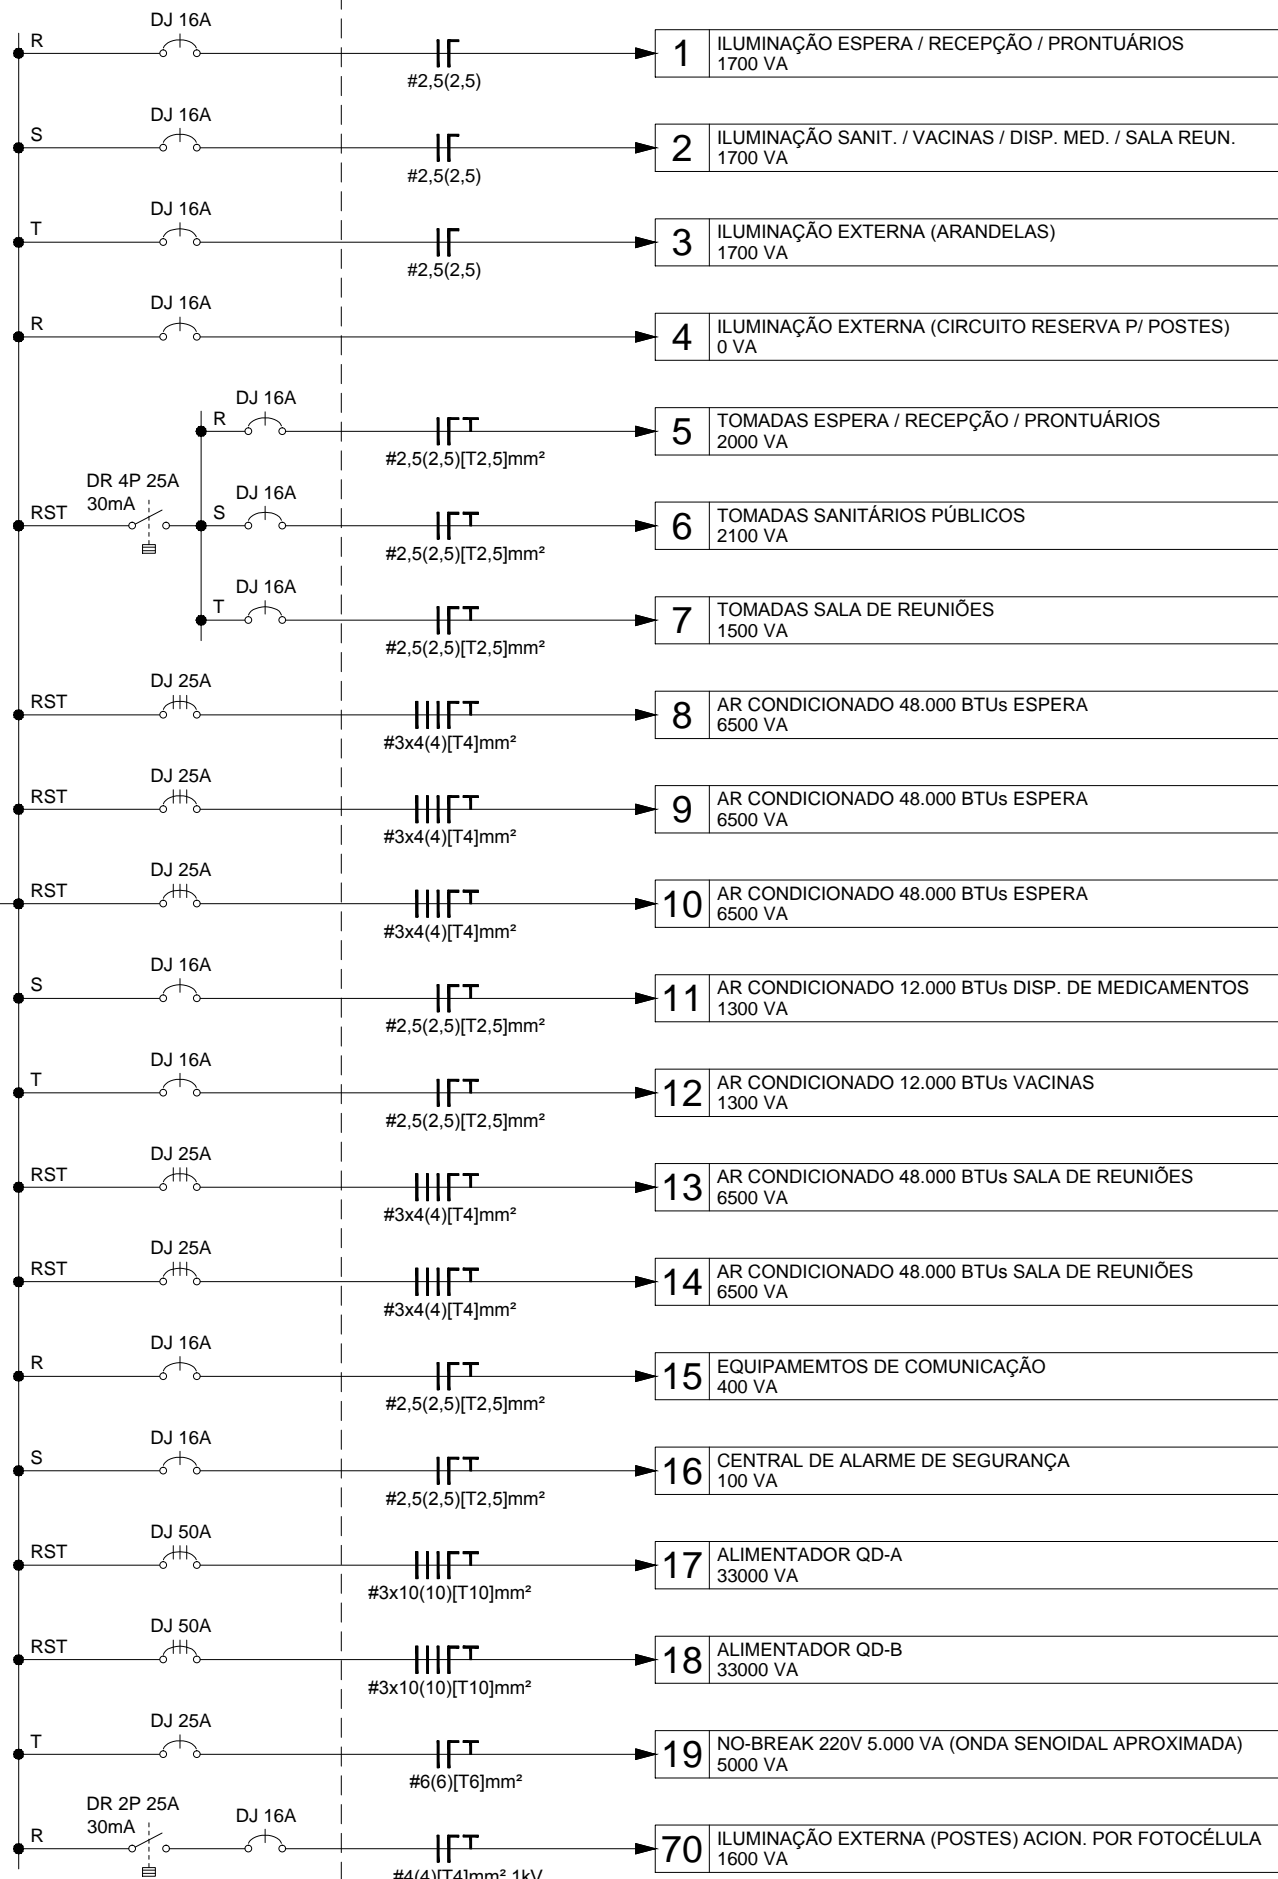 DJ 16A
R
#2,5(2,5)
1
ILUMINAÇÃO ESPERA / RECEPÇÃO / PRONTUÁRIOS
1700 VA
DJ 16A
S
#2,5(2,5)
2
ILUMINAÇÃO SANIT. / VACINAS / DISP. MED. / SALA REUN.
1700 VA
DJ 16A
T
#2,5(2,5)
3
ILUMINAÇÃO EXTERNA (ARANDELAS)
1700 VA
DJ 16A
R
4
ILUMINAÇÃO EXTERNA (CIRCUITO RESERVA P/ POSTES)
0 VA
DJ 16A
R
T
#2,5(2,5)[T2,5]mm²
5
TOMADAS ESPERA / RECEPÇÃO / PRONTUÁRIOS
2000 VA
DR 4P 25A
30mA
RST
DJ 16A
S
T
#2,5(2,5)[T2,5]mm²
6
TOMADAS SANITÁRIOS PÚBLICOS
2100 VA
DJ 16A
T
T
#2,5(2,5)[T2,5]mm²
7
TOMADAS SALA DE REUNIÕES
1500 VA
DJ 25A
RST
T
#3x4(4)[T4]mm²
8
AR CONDICIONADO 48.000 BTUs ESPERA
6500 VA
DJ 25A
RST
T
#3x4(4)[T4]mm²
9
AR CONDICIONADO 48.000 BTUs ESPERA
6500 VA
DJ 25A
RST
T
#3x4(4)[T4]mm²
10
AR CONDICIONADO 48.000 BTUs ESPERA
6500 VA
DJ 16A
S
T
#2,5(2,5)[T2,5]mm²
11
AR CONDICIONADO 12.000 BTUs DISP. DE MEDICAMENTOS
1300 VA
DJ 16A
T
T
#2,5(2,5)[T2,5]mm²
12
AR CONDICIONADO 12.000 BTUs VACINAS
1300 VA
DJ 25A
RST
T
#3x4(4)[T4]mm²
13
AR CONDICIONADO 48.000 BTUs SALA DE REUNIÕES
6500 VA
DJ 25A
RST
T
#3x4(4)[T4]mm²
14
AR CONDICIONADO 48.000 BTUs SALA DE REUNIÕES
6500 VA
DJ 16A
R
T
#2,5(2,5)[T2,5]mm²
15
EQUIPAMEMTOS DE COMUNICAÇÃO
400 VA
DJ 16A
S
T
#2,5(2,5)[T2,5]mm²
16
CENTRAL DE ALARME DE SEGURANÇA
100 VA
DJ 50A
RST
T
#3x10(10)[T10]mm²
17
ALIMENTADOR QD-A
33000 VA
DJ 50A
RST
T
#3x10(10)[T10]mm²
18
ALIMENTADOR QD-B
33000 VA
DJ 25A
T
T
#6(6)[T6]mm²
19
NO-BREAK 220V 5.000 VA (ONDA SENOIDAL APROXIMADA)
5000 VA
DR 2P 25A
30mA
R
DJ 16A
T
#4(4)[T4]mm² 1kV
70
ILUMINAÇÃO EXTERNA (POSTES) ACION. POR FOTOCÉLULA
1600 VA